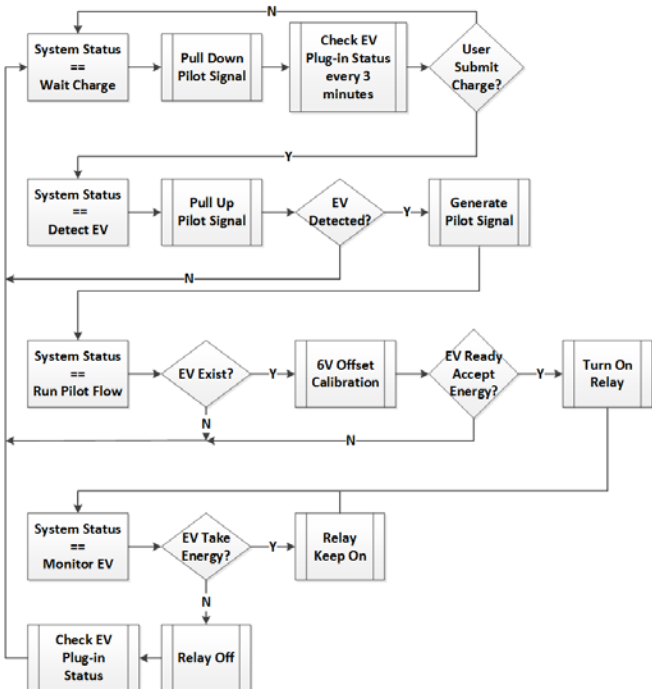 N
System Status
==
Wait Charge
Pull Down
Pilot Signal
Check EV
Plug-in Status
every 3
minutes
User
Submit
Charge?
Y
System Status
==
Detect EV
Pull Up
Pilot Signal
EV
Detected?
Y
Generate
Pilot Signal
N
System Status
==
Run Pilot Flow
EV Exist?
Y
6V Offset
Calibration
EV Ready
Accept
Energy?
Y
Turn On
Relay
N
N
System Status
==
Monitor EV
EV Take
Energy?
Y
Relay
Keep On
N
Check EV
Plug-in
Status
Relay Off